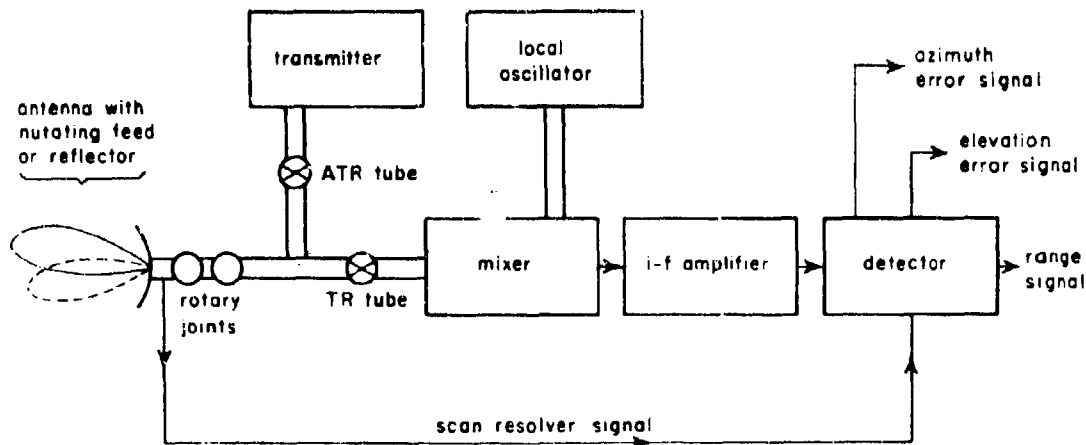 transmitter
local
oscillator
azimuth
error signal
antenna with
nutating feed
or reflector
elevation
error signal
ATR tube
mixer
i-f amplifier
detector
range
signal
rotary
joints
TR tube
scan resolver signal